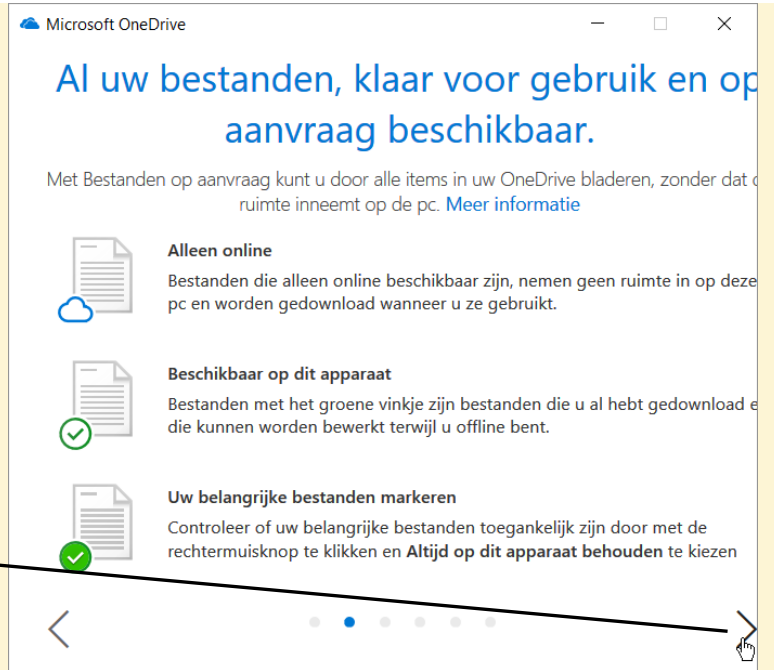 Microsoft OneDrive
Al uw bestanden, klaar voor gebruik en op
aanvraag beschikbaar.
Met Bestanden op aanvraag kunt u door alle items in uw OneDrive bladeren, zonder dat
ruimte inneemt op de pc. Meer informatie
Alleen online
Bestanden die alleen online beschikbaar zijn, nemen geen ruimte in op deze
pc en worden gedownload wanneer u ze gebruikt.
Beschikbaar op dit apparaat
Bestanden met het groene vinkje zijn bestanden die u al hebt gedownload
die kunnen worden bewerkt terwijl u offline bent.
Uw belangrijke bestanden markeren
Controleer of uw belangrijke bestanden toegankelijk zijn door met de
rechtermuisknop te klikken en Altijd op dit apparaat behouden te kiezen